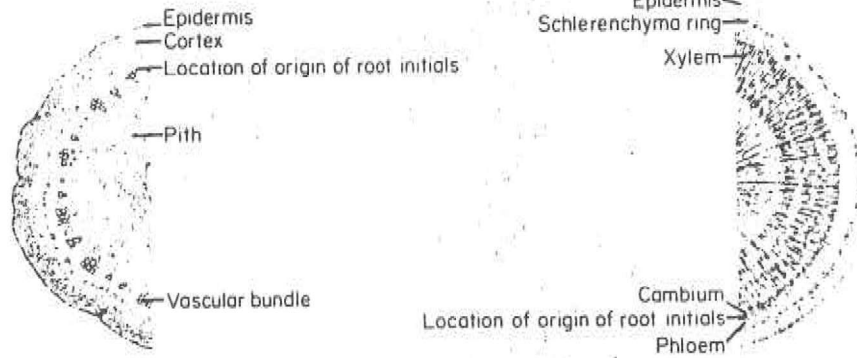 Epidermis
Cortex
Location of origin of root initials
Pith
Vascular bundle
Epidermis
Schlerenchyma ring
Xylem
Cambium
Location of origin of root initials
Phloem